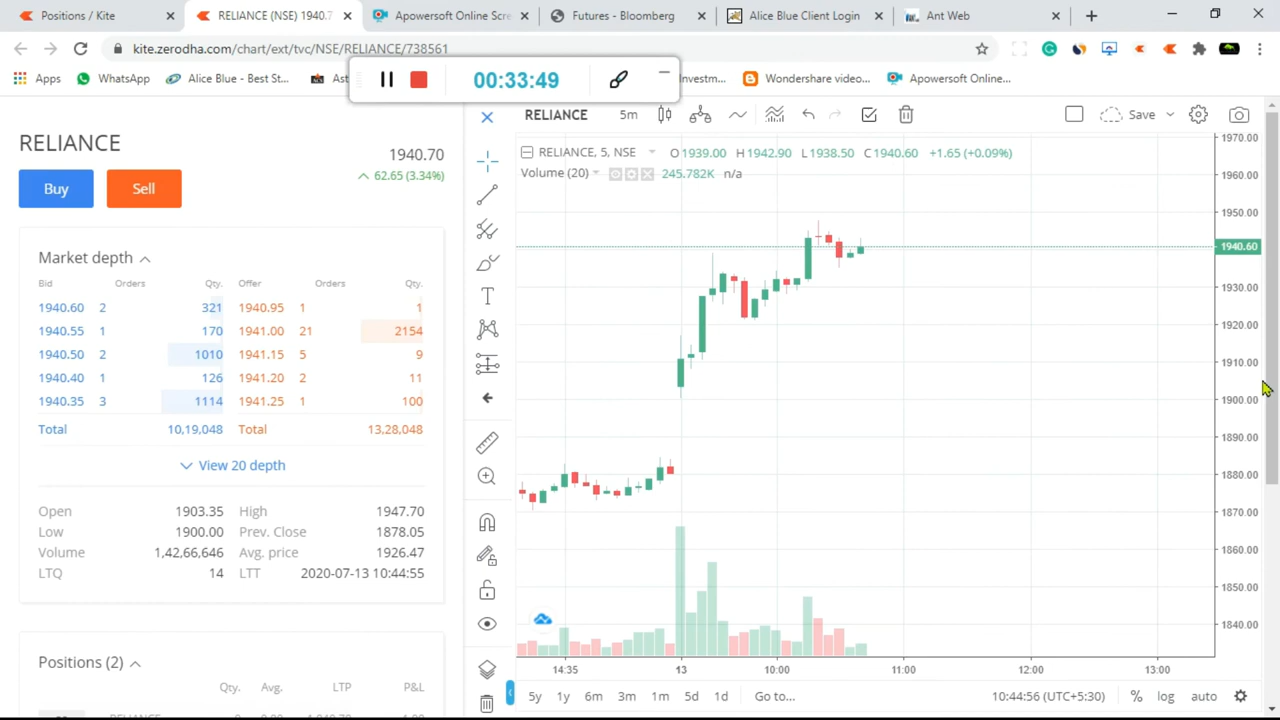 Positions / Kite
RELIANCE (NSE) 1940.7
Apowersoft Online Scre
Futures - Bloomberg
Alice Blue Client Login
Ant Web
kite.zerodha.com/chart/ext/tvc/NSE/RELIANCE/738561
Apps
WhatsApp
Alice Blue - Best St...
Ast
00:33:49
Investm...
Wondershare video...
Apowersoft Online...
RELIANCE
1940.70
62.65 (3.34%)
Buy
Sell
Market depth
Bid Orders Qty. Offer Orders Qty.
1940.60 2 321 1940.95 1 1
1940.55 1 170 1941.00 21 2154
1940.50 2 1010 1941.15 5 9
1940.40 1 126 1941.20 2 11
1940.35 3 1114 1941.25 1 100
Total 10,19,048 Total 13,28,048
View 20 depth
Open 1903.35 High 1947.70
Low 1900.00 Prev. Close 1878.05
Volume 1,42,66,646 Avg. price 1926.47
LTQ 14 LTT 2020-07-13 10:44:55
Positions (2)
Qty. Avg. LTP P&L
RELIANCE 5m Save
RELIANCE, 5, NSE O1939.00 H1942.90 L1938.50 C1940.60 +1.65 (+0.09%)
Volume (20) 245.782K n/a
1970.00
1960.00
1950.00
1940.60
1930.00
1920.00
1910.00
1900.00
1890.00
1880.00
1870.00
1860.00
1850.00
1840.00
14:35 13 10:00 11:00 12:00 13:00
5y 1y 6m 3m 1m 5d 1d Go to... 10:44:56 (UTC+5:30) % log auto